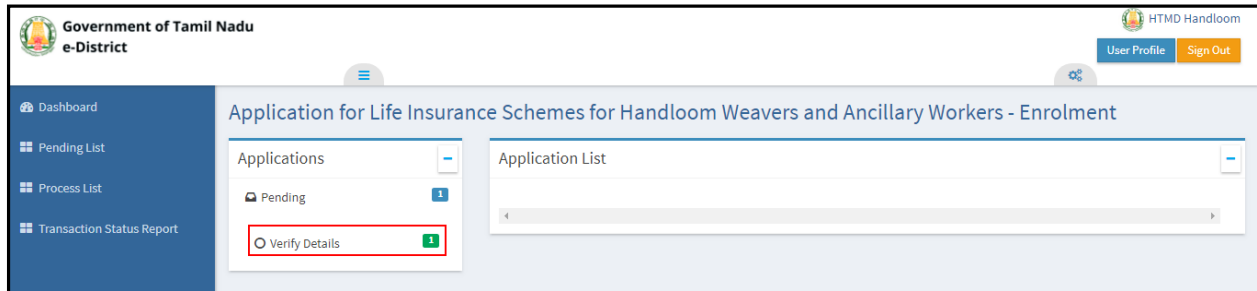 Government of Tamil Nadu
e-District
HTMD Handloom
User Profile
Sign Out
Dashboard
Pending List
Process List
Transaction Status Report
Application for Life Insurance Schemes for Handloom Weavers and Ancillary Workers - Enrolment
Applications
Pending 1
Verify Details 1
Application List